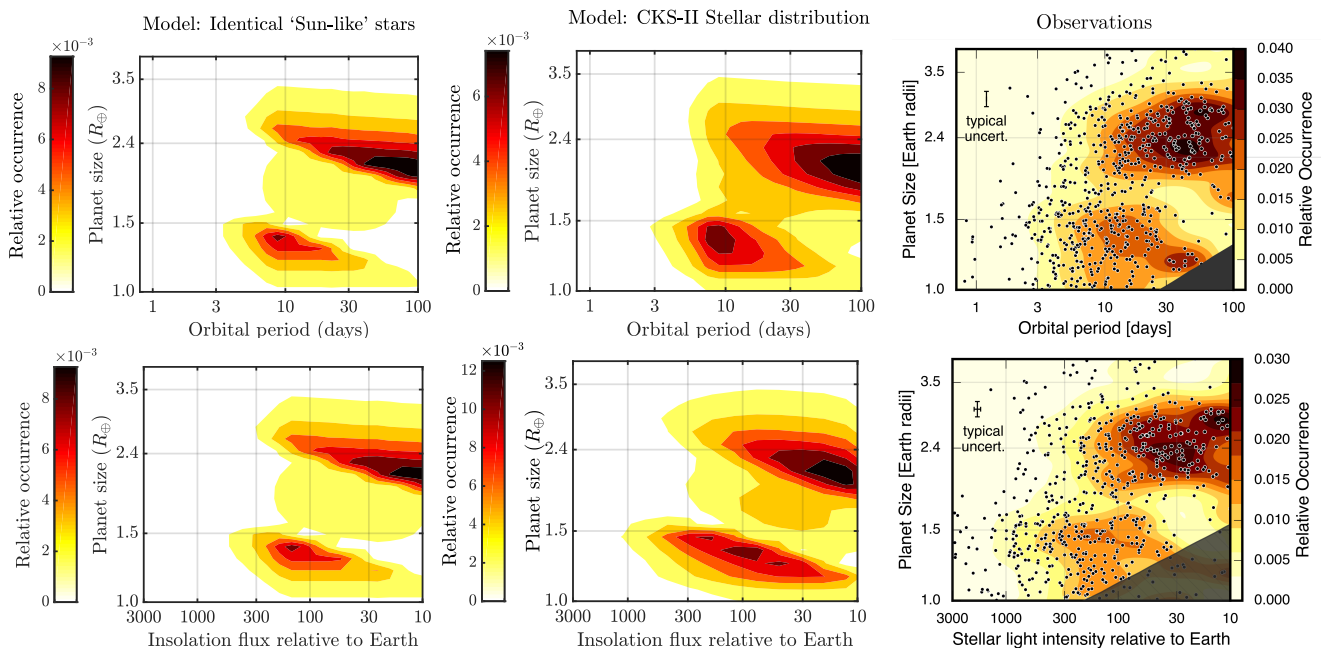 Model: Identical ‘Sun-like’ stars
Model: CKS-II Stellar distribution
Observations
×10⁻³
8
6
4
2
0
Relative occurrence
Planet size (R⊕)
3.5
2.4
1.5
1.0
1 3 10 30 100
Orbital period (days)
×10⁻³
6
4
2
0
Relative occurrence
Planet size (R⊕)
3.5
2.4
1.5
1.0
1 3 10 30 100
Orbital period (days)
Planet Size [Earth radii]
3.5
2.4
1.5
1.0
typical
uncert.
1 3 10 30 100
Orbital period [days]
0.040
0.035
0.030
0.025
0.020
0.015
0.010
0.005
0.000
Relative Occurrence
×10⁻³
8
6
4
2
0
Relative occurrence
Planet size (R⊕)
3.5
2.4
1.5
1.0
3000 1000 300 100 30 10
Insolation flux relative to Earth
×10⁻³
12
10
8
6
4
2
0
Relative occurrence
Planet size (R⊕)
3.5
2.4
1.5
1.0
3000 1000 300 100 30 10
Insolation flux relative to Earth
Planet Size [Earth radii]
3.5
2.4
1.5
1.0
typical
uncert.
3000 1000 300 100 30 10
Stellar light intensity relative to Earth
0.030
0.025
0.020
0.015
0.010
0.005
0.000
Relative Occurrence